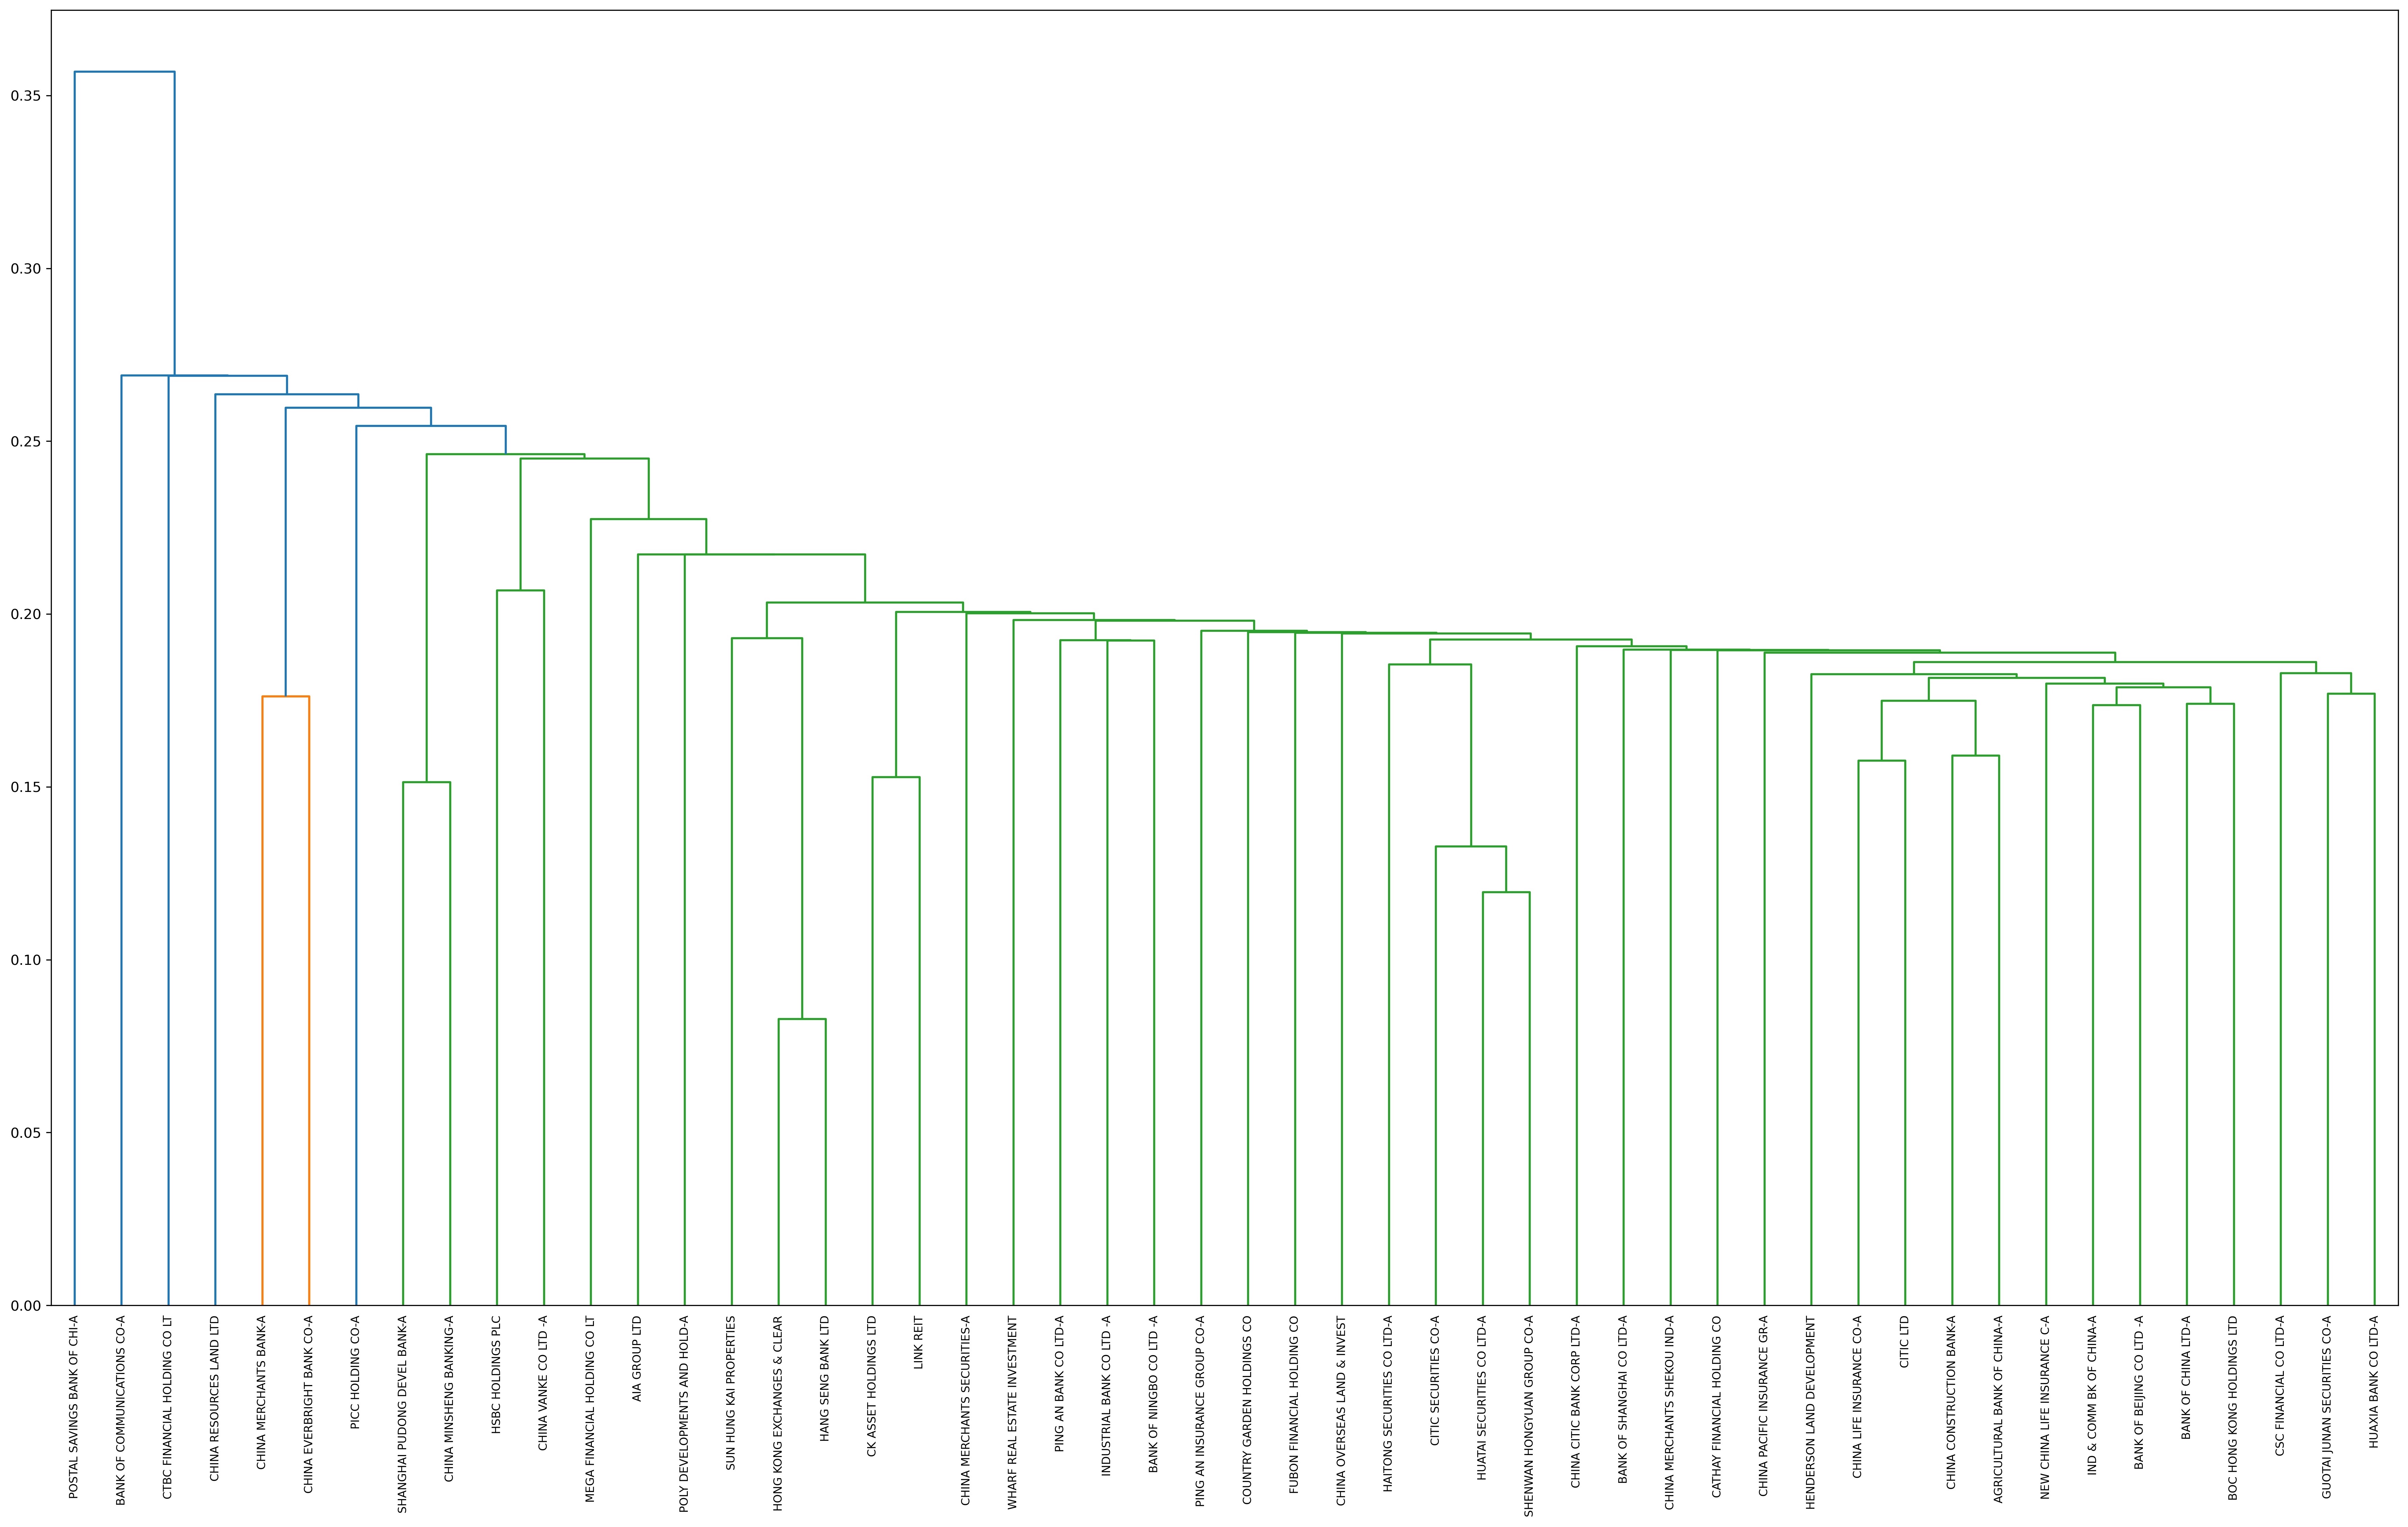 0.35
0.30
0.25
0.20
0.15
0.10
0.05
0.00
POSTAL SAVINGS BANK OF CHI-A
BANK OF COMMUNICATIONS CO-A
CTBC FINANCIAL HOLDING CO LT
CHINA RESOURCES LAND LTD
CHINA MERCHANTS BANK-A
CHINA EVERBRIGHT BANK CO-A
PICC HOLDING CO-A
SHANGHAI PUDONG DEVEL BANK-A
CHINA MINSHENG BANKING-A
HSBC HOLDINGS PLC
CHINA VANKE CO LTD -A
MEGA FINANCIAL HOLDING CO LT
AIA GROUP LTD
POLY DEVELOPMENTS AND HOLD-A
SUN HUNG KAI PROPERTIES
HONG KONG EXCHANGES & CLEAR
HANG SENG BANK LTD
CK ASSET HOLDINGS LTD
LINK REIT
CHINA MERCHANTS SECURITIES-A
WHARF REAL ESTATE INVESTMENT
PING AN BANK CO LTD-A
INDUSTRIAL BANK CO LTD -A
BANK OF NINGBO CO LTD -A
PING AN INSURANCE GROUP CO-A
COUNTRY GARDEN HOLDINGS CO
FUBON FINANCIAL HOLDING CO
CHINA OVERSEAS LAND & INVEST
HAITONG SECURITIES CO LTD-A
CITIC SECURITIES CO-A
HUATAI SECURITIES CO LTD-A
SHENWAN HONGYUAN GROUP CO-A
CHINA CITIC BANK CORP LTD-A
BANK OF SHANGHAI CO LTD-A
CHINA MERCHANTS SHEKOU IND-A
CATHAY FINANCIAL HOLDING CO
CHINA PACIFIC INSURANCE GR-A
HENDERSON LAND DEVELOPMENT
CHINA LIFE INSURANCE CO-A
CITIC LTD
CHINA CONSTRUCTION BANK-A
AGRICULTURAL BANK OF CHINA-A
NEW CHINA LIFE INSURANCE C-A
IND & COMM BK OF CHINA-A
BANK OF BEIJING CO LTD -A
BANK OF CHINA LTD-A
BOC HONG KONG HOLDINGS LTD
CSC FINANCIAL CO LTD-A
GUOTAI JUNAN SECURITIES CO-A
HUAXIA BANK CO LTD-A